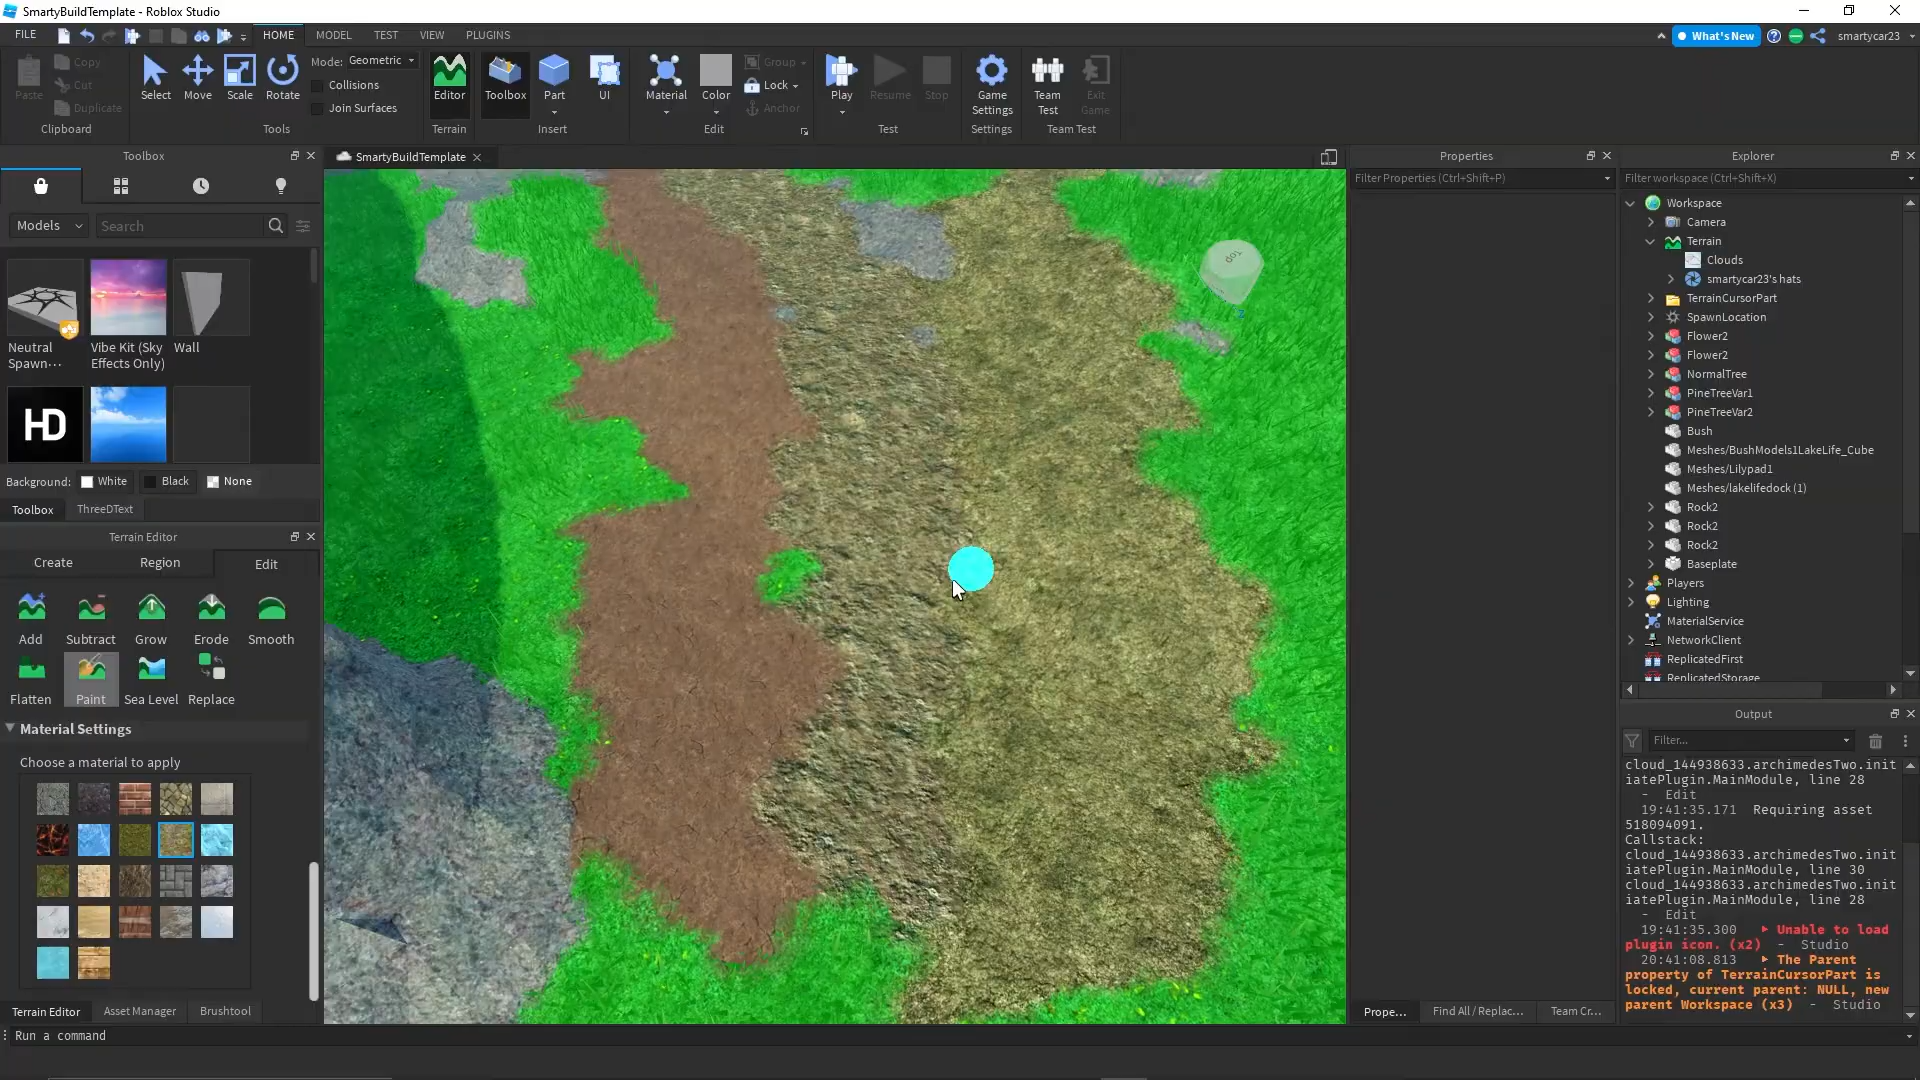 SmartyBuildTemplate - Roblox Studio
FILE
HOME
MODEL
TEST
VIEW
PLUGINS
What's New
smartycar23
Paste
Copy
Cut
Duplicate
Clipboard
Select
Move
Scale
Rotate
Mode: Geometric
Collisions
Join Surfaces
Tools
Editor
Terrain
Toolbox
Part
UI
Insert
Material
Color
Group
Lock
Anchor
Edit
Play
Resume
Stop
Test
Game
Settings
Settings
Team
Test
Exit
Game
Team Test
Toolbox
Models
Search
Neutral
Spawn···
Vibe Kit (Sky
Effects Only)
Wall
HD
Background:
White
Black
None
Toolbox
ThreeDText
Terrain Editor
Create
Region
Edit
Add
Subtract
Grow
Erode
Smooth
Flatten
Paint
Sea Level
Replace
Material Settings
Choose a material to apply
Terrain Editor
Asset Manager
Brushtool
Run a command
SmartyBuildTemplate
Properties
Filter Properties (Ctrl+Shift+P)
Prope...
Find All / Replac...
Team Cr...
Explorer
Filter workspace (Ctrl+Shift+X)
Workspace
Camera
Terrain
Clouds
smartycar23's hats
TerrainCursorPart
SpawnLocation
Flower2
Flower2
NormalTree
PineTreeVar1
PineTreeVar2
Bush
Meshes/BushModels1LakeLife_Cube
Meshes/Lilypad1
Meshes/lakelifedock (1)
Rock2
Rock2
Rock2
Baseplate
Players
Lighting
MaterialService
NetworkClient
ReplicatedFirst
ReplicatedStorage
Output
Filter...
cloud_144938633.archimedesTwo.init
iatePlugin.MainModule, line 28
- Edit
19:41:35.171 Requiring asset
518094091.
Callstack:
cloud_144938633.archimedesTwo.init
iatePlugin.MainModule, line 30
cloud_144938633.archimedesTwo.init
iatePlugin.MainModule, line 28
- Edit
19:41:35.300 Unable to load
plugin icon. (x2) - Studio
20:41:08.813 The Parent
property of TerrainCursorPart is
locked, current parent: NULL, new
parent Workspace (x3) - Studio